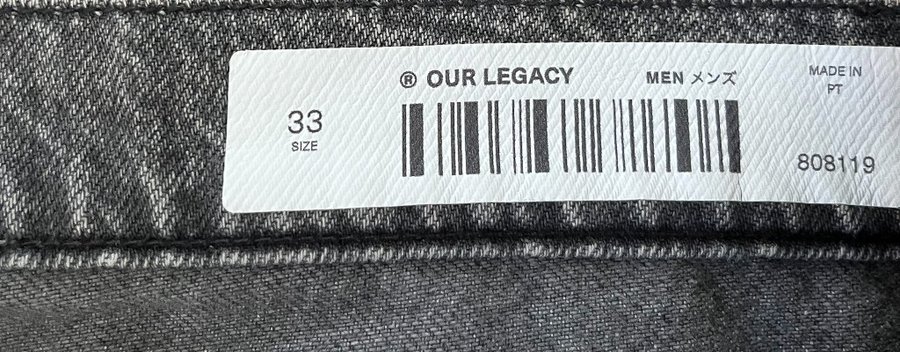 33
SIZE
® OUR LEGACY
MEN メンズ
MADE IN
PT
808119